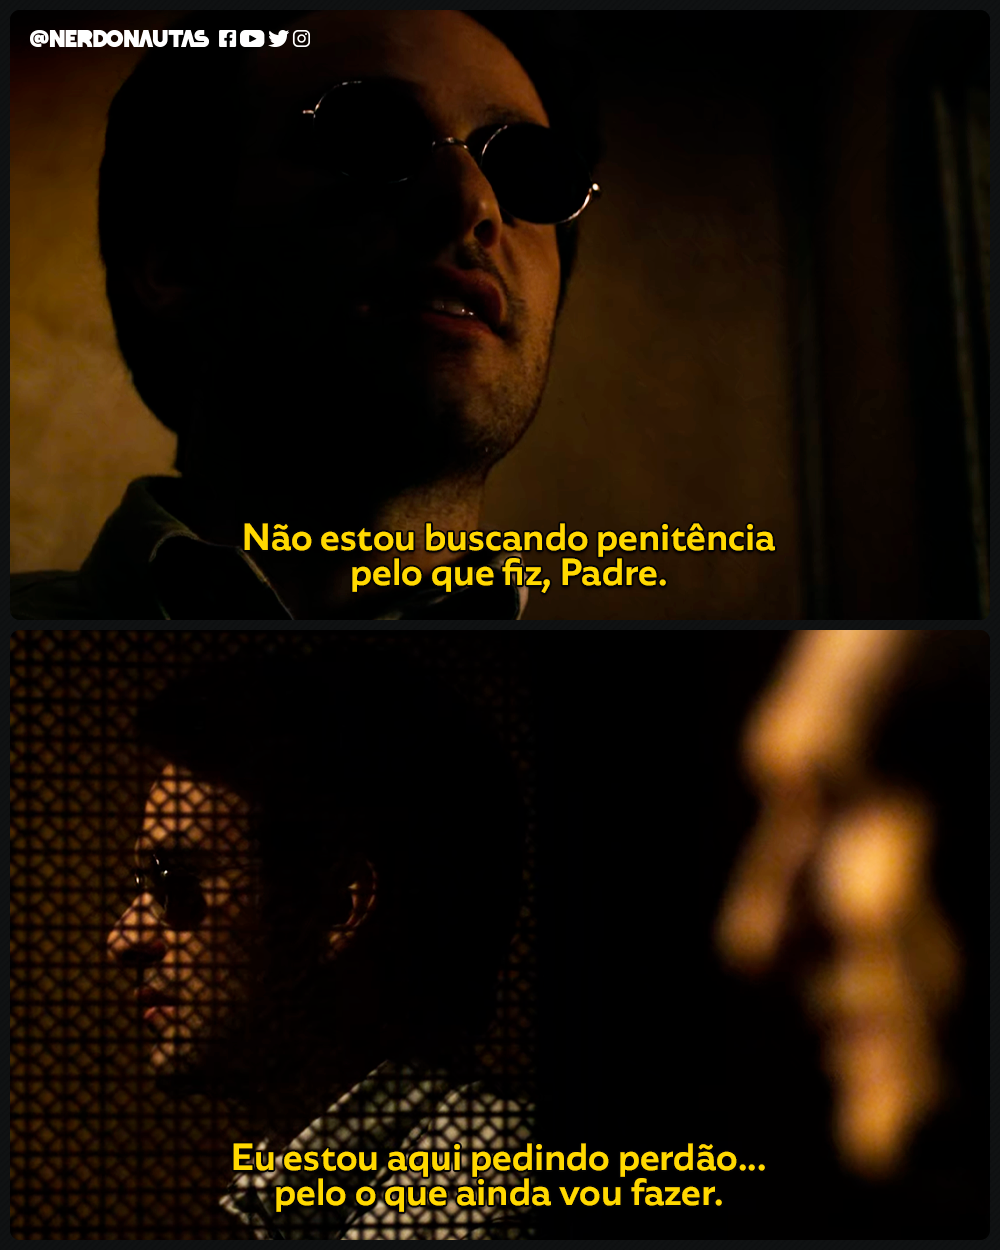 @NERDONAUTAS
Não estou buscando penitência
pelo que fiz, Padre.
Eu estou aqui pedindo perdão...
pelo o que ainda vou fazer.